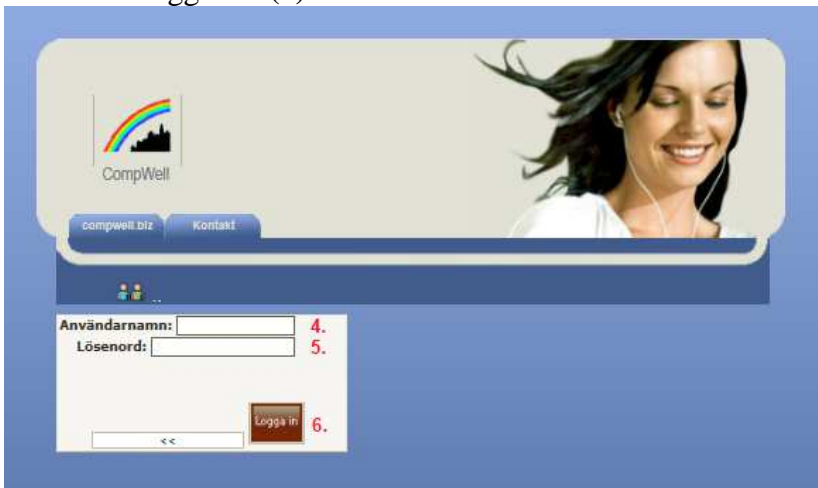 CompWell
compwell.biz Kontakt
..
Användarnamn: 4.
Lösenord: 5.
Logga in 6.
<<